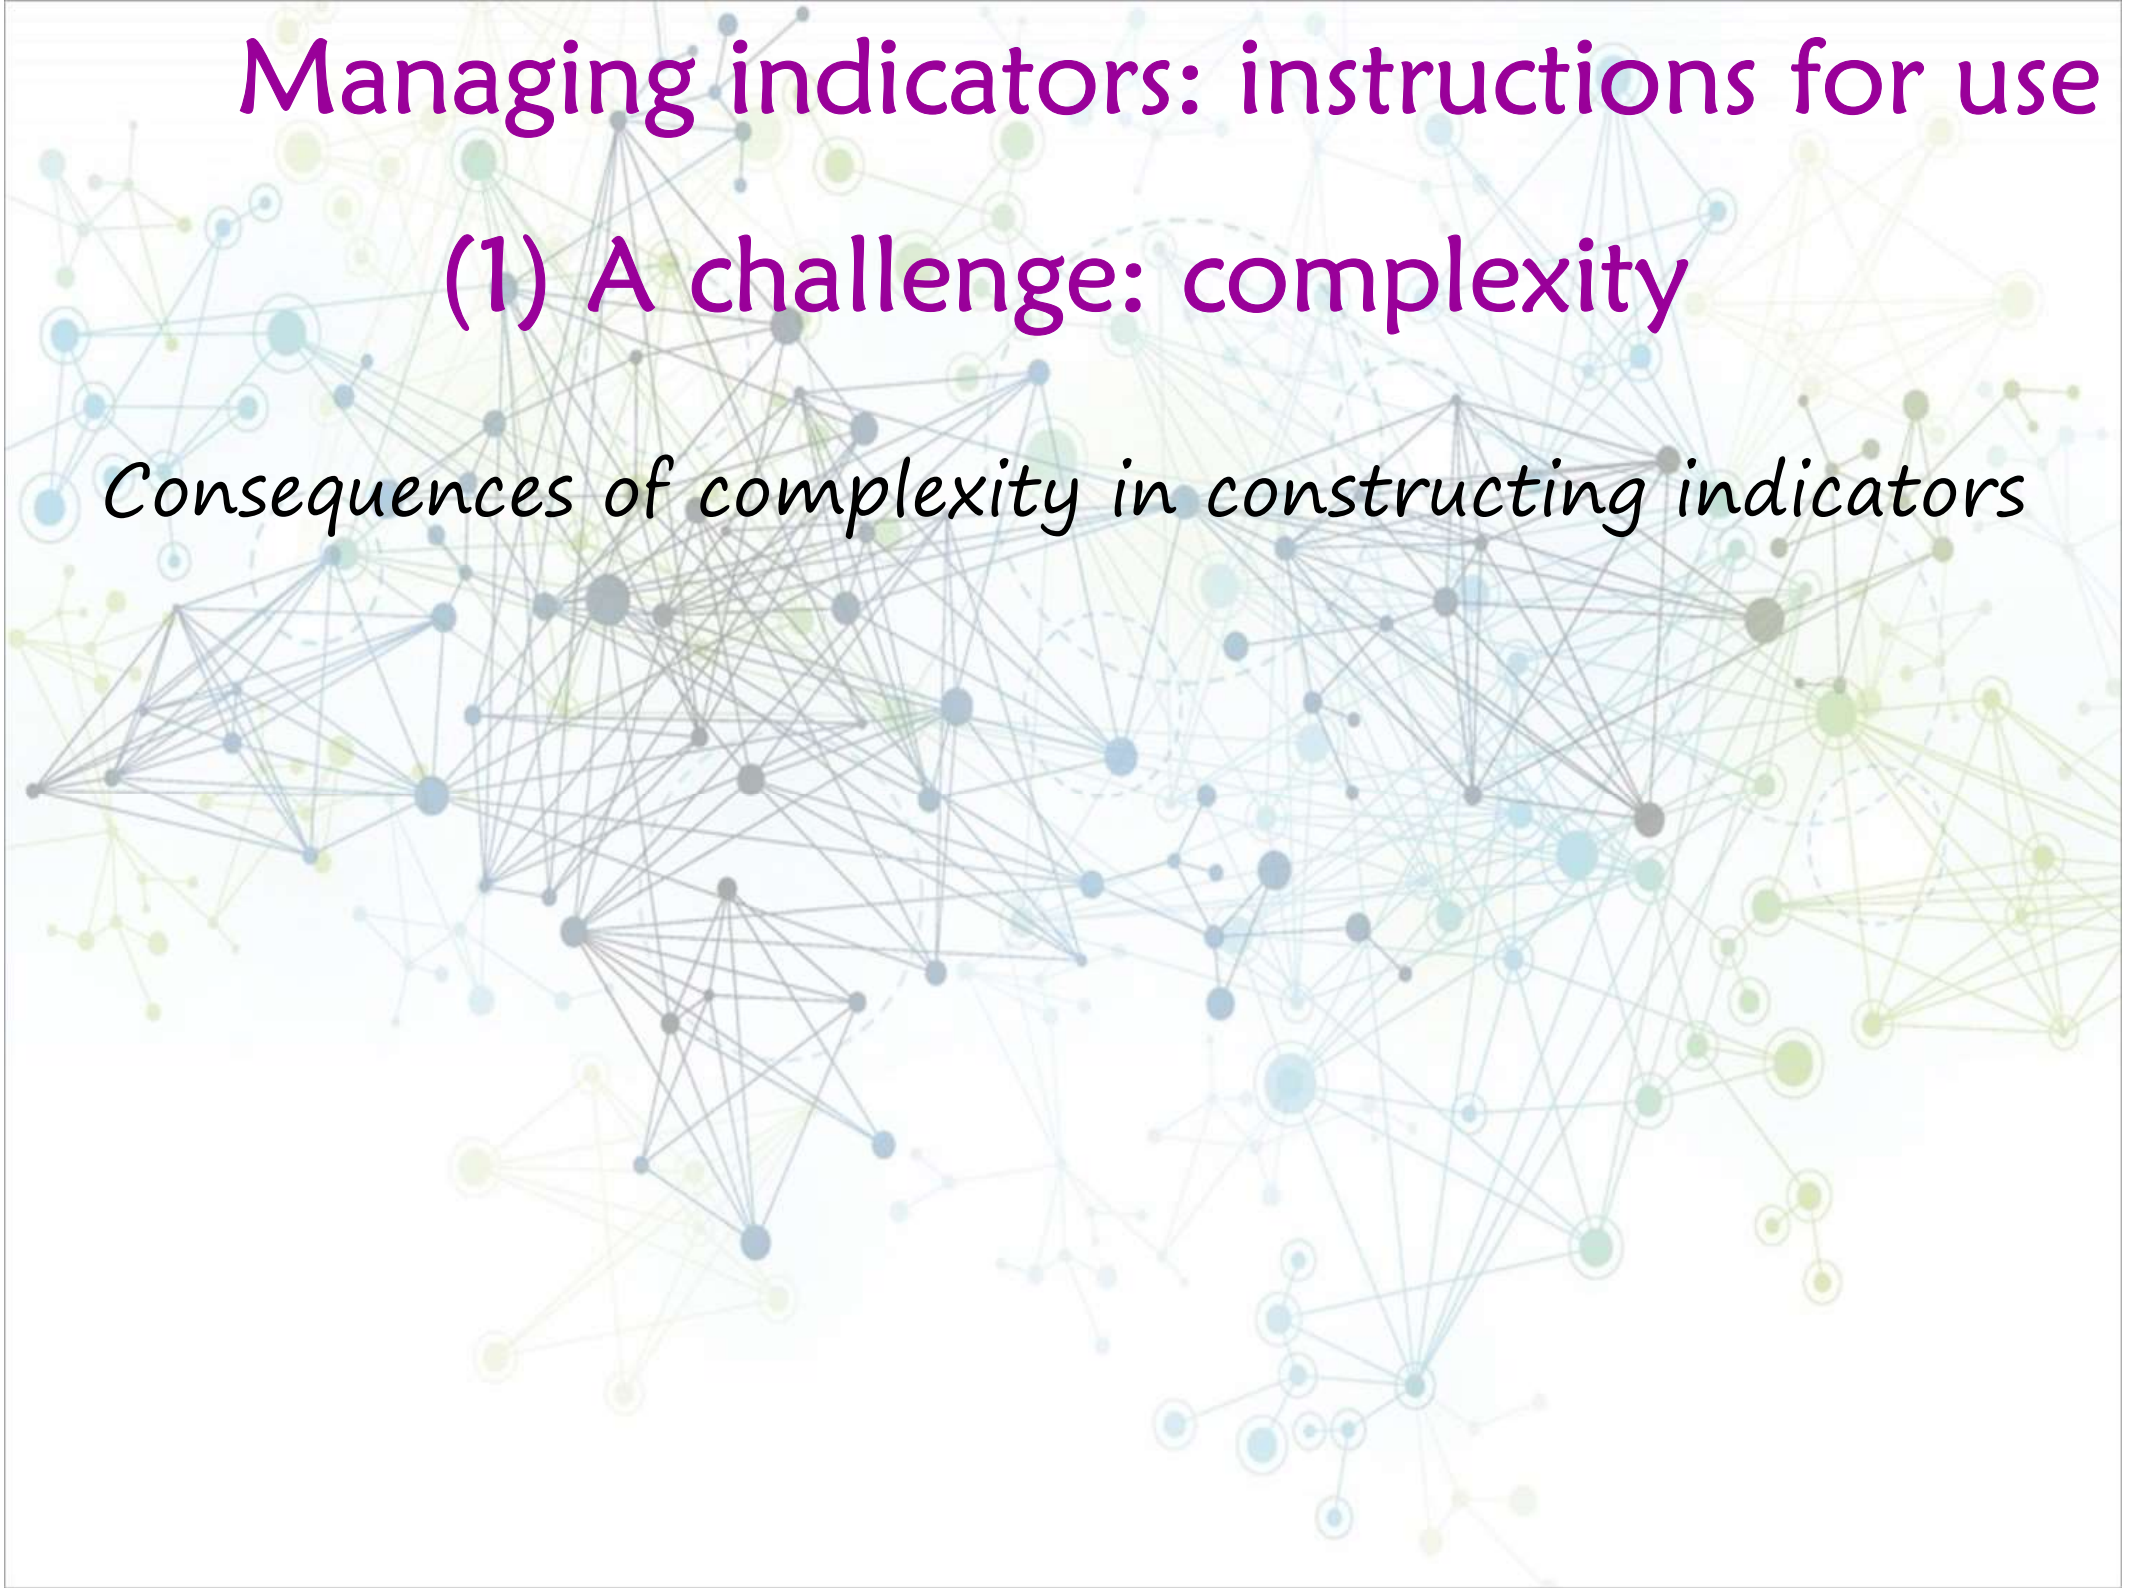 Managing indicators: instructions for use
(1) A challenge: complexity
Consequences of complexity in constructing indicators